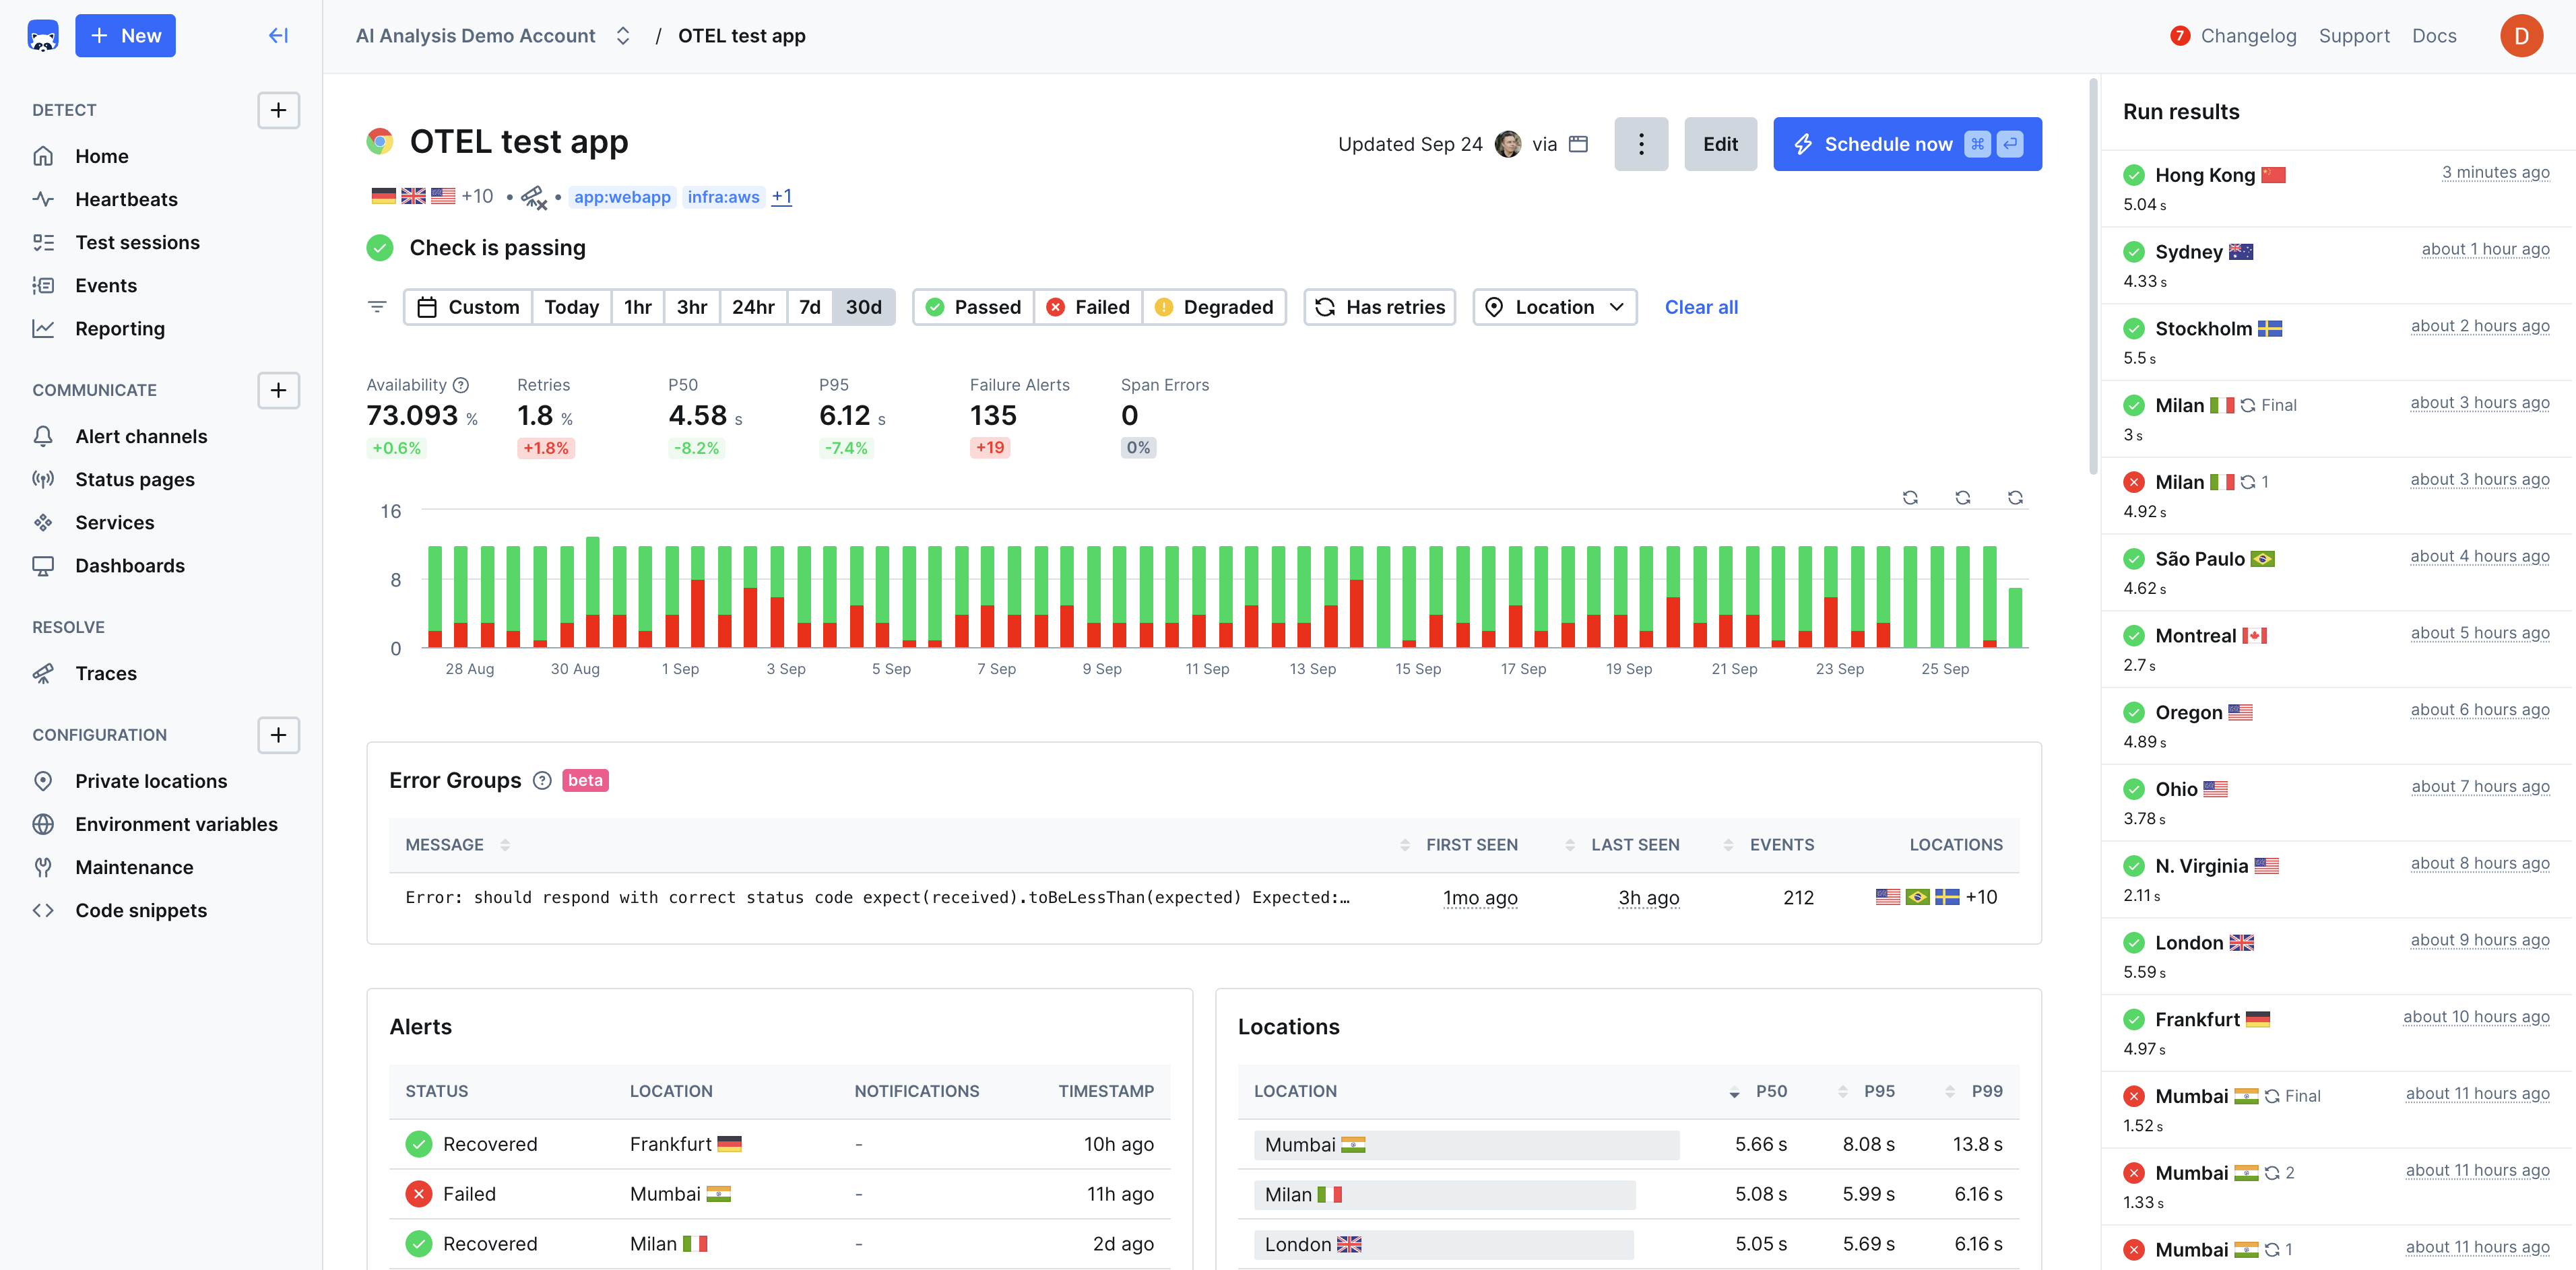 New
AI Analysis Demo Account / OTEL test app
7 Changelog Support Docs D
DETECT
Home
Heartbeats
Test sessions
Events
Reporting
COMMUNICATE
Alert channels
Status pages
Services
Dashboards
RESOLVE
Traces
CONFIGURATION
Private locations
Environment variables
Maintenance
Code snippets
OTEL test app
Updated Sep 24 via
Edit
Schedule now ⌘
+10 • • app:webapp infra:aws +1
Check is passing
Custom Today 1hr 3hr 24hr 7d 30d Passed Failed Degraded Has retries Location Clear all
Availability Retries P50 P95 Failure Alerts Span Errors
73.093 % 1.8 % 4.58 s 6.12 s 135 0
+0.6% +1.8% -8.2% -7.4% +19 0%
16
8
0
28 Aug 30 Aug 1 Sep 3 Sep 5 Sep 7 Sep 9 Sep 11 Sep 13 Sep 15 Sep 17 Sep 19 Sep 21 Sep 23 Sep 25 Sep
Error Groups beta
MESSAGE FIRST SEEN LAST SEEN EVENTS LOCATIONS
Error: should respond with correct status code expect(received).toBeLessThan(expected) Expected:… 1mo ago 3h ago 212 +10
Alerts
STATUS LOCATION NOTIFICATIONS TIMESTAMP
Recovered Frankfurt - 10h ago
Failed Mumbai - 11h ago
Recovered Milan - 2d ago
Locations
LOCATION P50 P95 P99
Mumbai 5.66 s 8.08 s 13.8 s
Milan 5.08 s 5.99 s 6.16 s
London 5.05 s 5.69 s 6.16 s
Run results
Hong Kong 3 minutes ago
5.04 s
Sydney about 1 hour ago
4.33 s
Stockholm about 2 hours ago
5.5 s
Milan Final about 3 hours ago
3 s
Milan 1 about 3 hours ago
4.92 s
São Paulo about 4 hours ago
4.62 s
Montreal about 5 hours ago
2.7 s
Oregon about 6 hours ago
4.89 s
Ohio about 7 hours ago
3.78 s
N. Virginia about 8 hours ago
2.11 s
London about 9 hours ago
5.59 s
Frankfurt about 10 hours ago
4.97 s
Mumbai Final about 11 hours ago
1.52 s
Mumbai 2 about 11 hours ago
1.33 s
Mumbai 1 about 11 hours ago